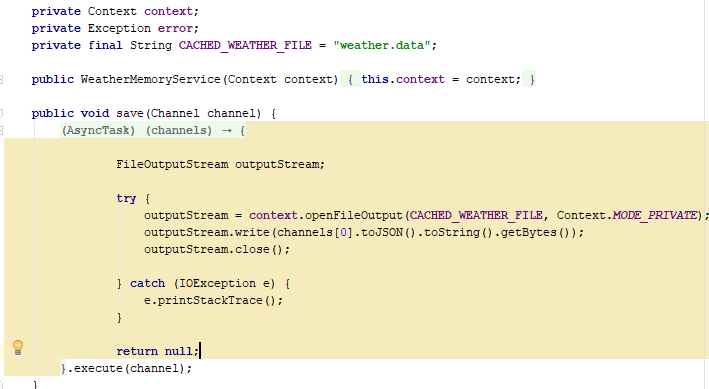 private Context context;
private Exception error;
private final String CACHED_WEATHER_FILE = "weather.data";
public WeatherMemoryService(Context context) { this.context = context; }
public void save(Channel channel) {
(AsyncTask) (channels) → {
FileOutputStream outputStream;
try {
outputStream = context.openFileOutput(CACHED_WEATHER_FILE, Context.MODE_PRIVATE);
outputStream.write(channels[0].toJSON().toString().getBytes());
outputStream.close();
} catch (IOException e) {
e.printStackTrace();
}
return null;
}.execute(channel);
}